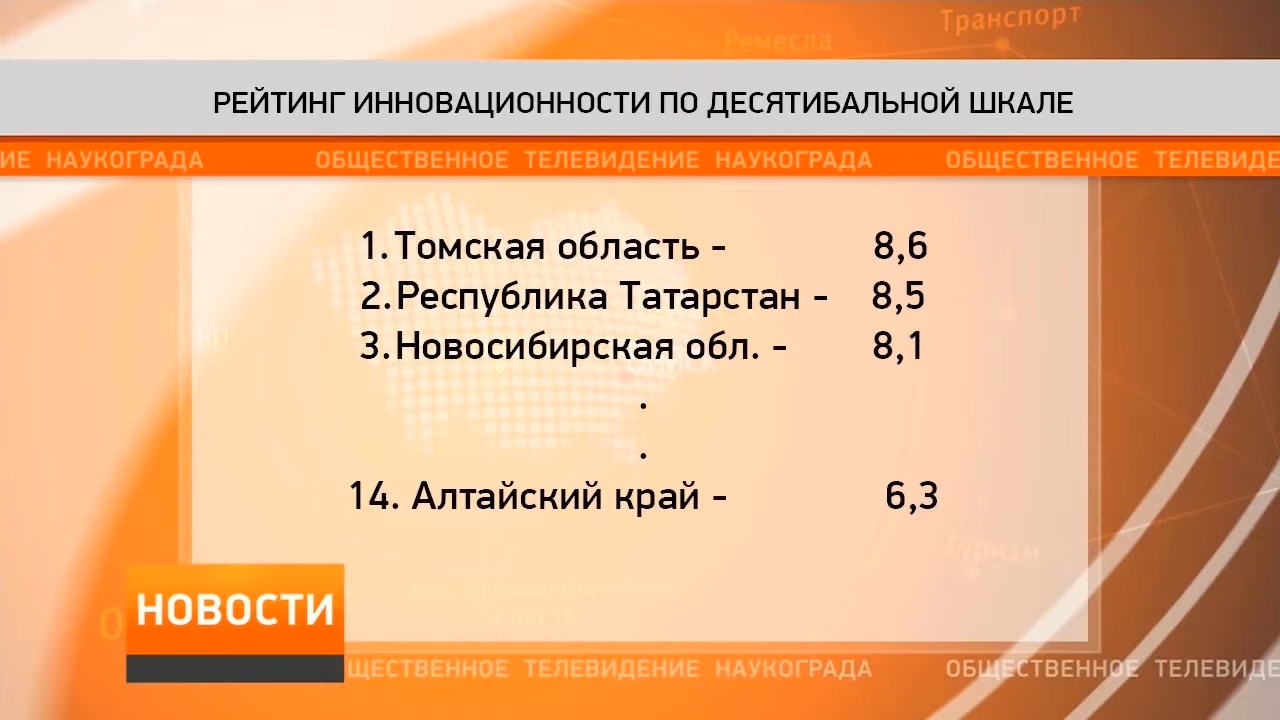 Транспорт
Ремесла
РЕЙТИНГ ИННОВАЦИОННОСТИ ПО ДЕСЯТИБАЛЬНОЙ ШКАЛЕ
ИЕ НАУКОГРАДА ОБЩЕСТВЕННОЕ ТЕЛЕВИДЕНИЕ НАУКОГРАДА ОБЩЕСТВЕННОЕ ТЕЛЕВИДЕ
1. Томская область - 8,6
2. Республика Татарстан - 8,5
3. Новосибирская обл. - 8,1
.
.
14. Алтайский край - 6,3
Туризм
НОВОСТИ
БЩЕСТВЕННОЕ ТЕЛЕВИДЕНИЕ НАУКОГРАДА ОБЩЕСТВЕННОЕ ТЕЛЕВИДЕ